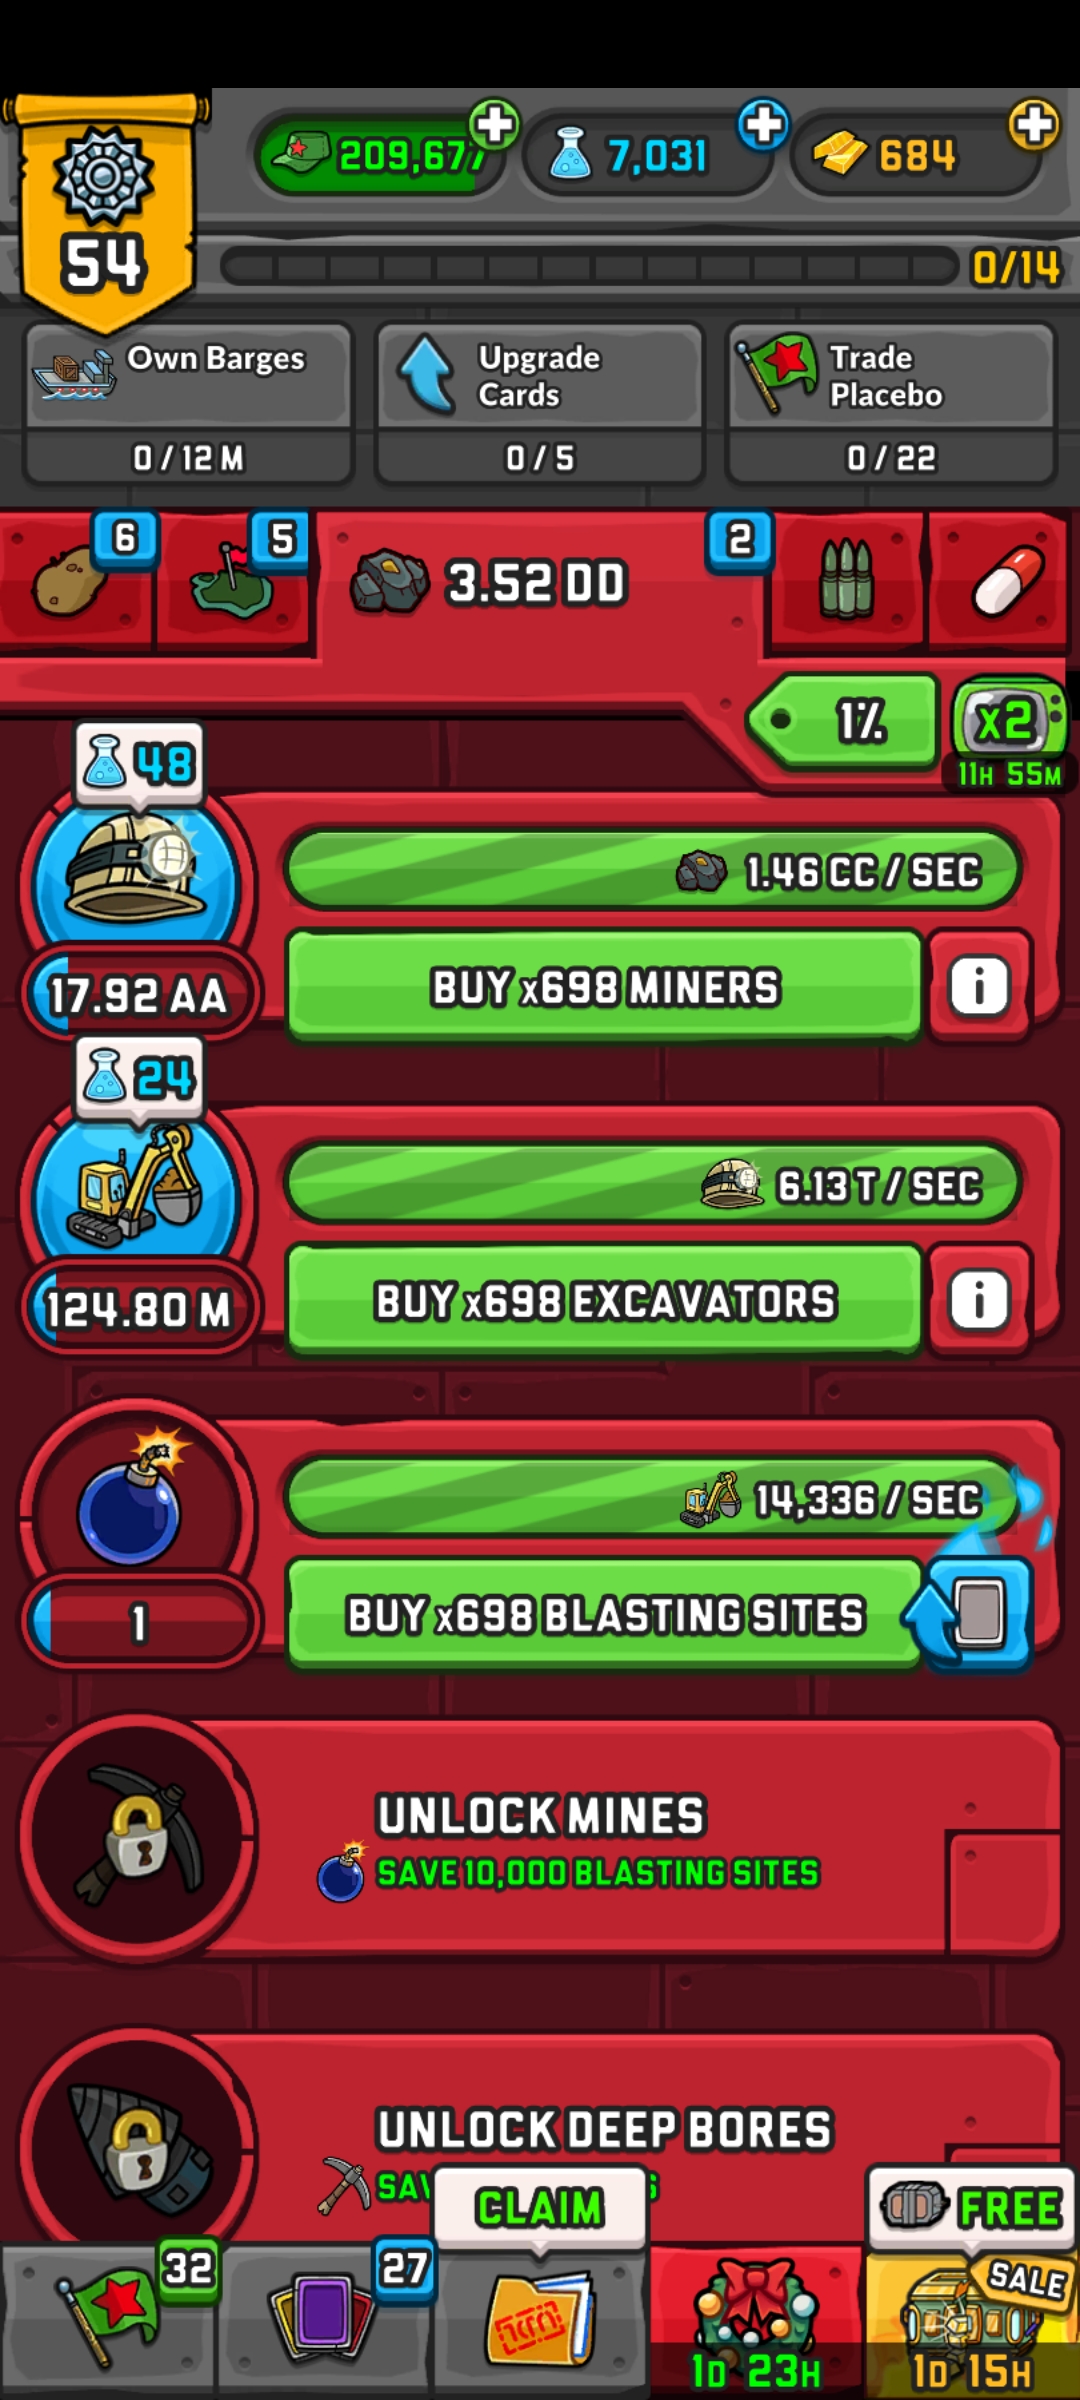 209,677
7,031
684
54
0/14
Own Barges
0 / 12 M
Upgrade
Cards
0 / 5
Trade
Placebo
0 / 22
6
5
3.52 DD
2
1%
x2
11H 55M
48
1.46 CC / SEC
17.92 AA
BUY x698 MINERS
i
24
6.13 T / SEC
124.80 M
BUY x698 EXCAVATORS
i
14,336 / SEC
1
BUY x698 BLASTING SITES
UNLOCK MINES
SAVE 10,000 BLASTING SITES
UNLOCK DEEP BORES
CLAIM
FREE
32
27
SALE
1D 23H
1D 15H